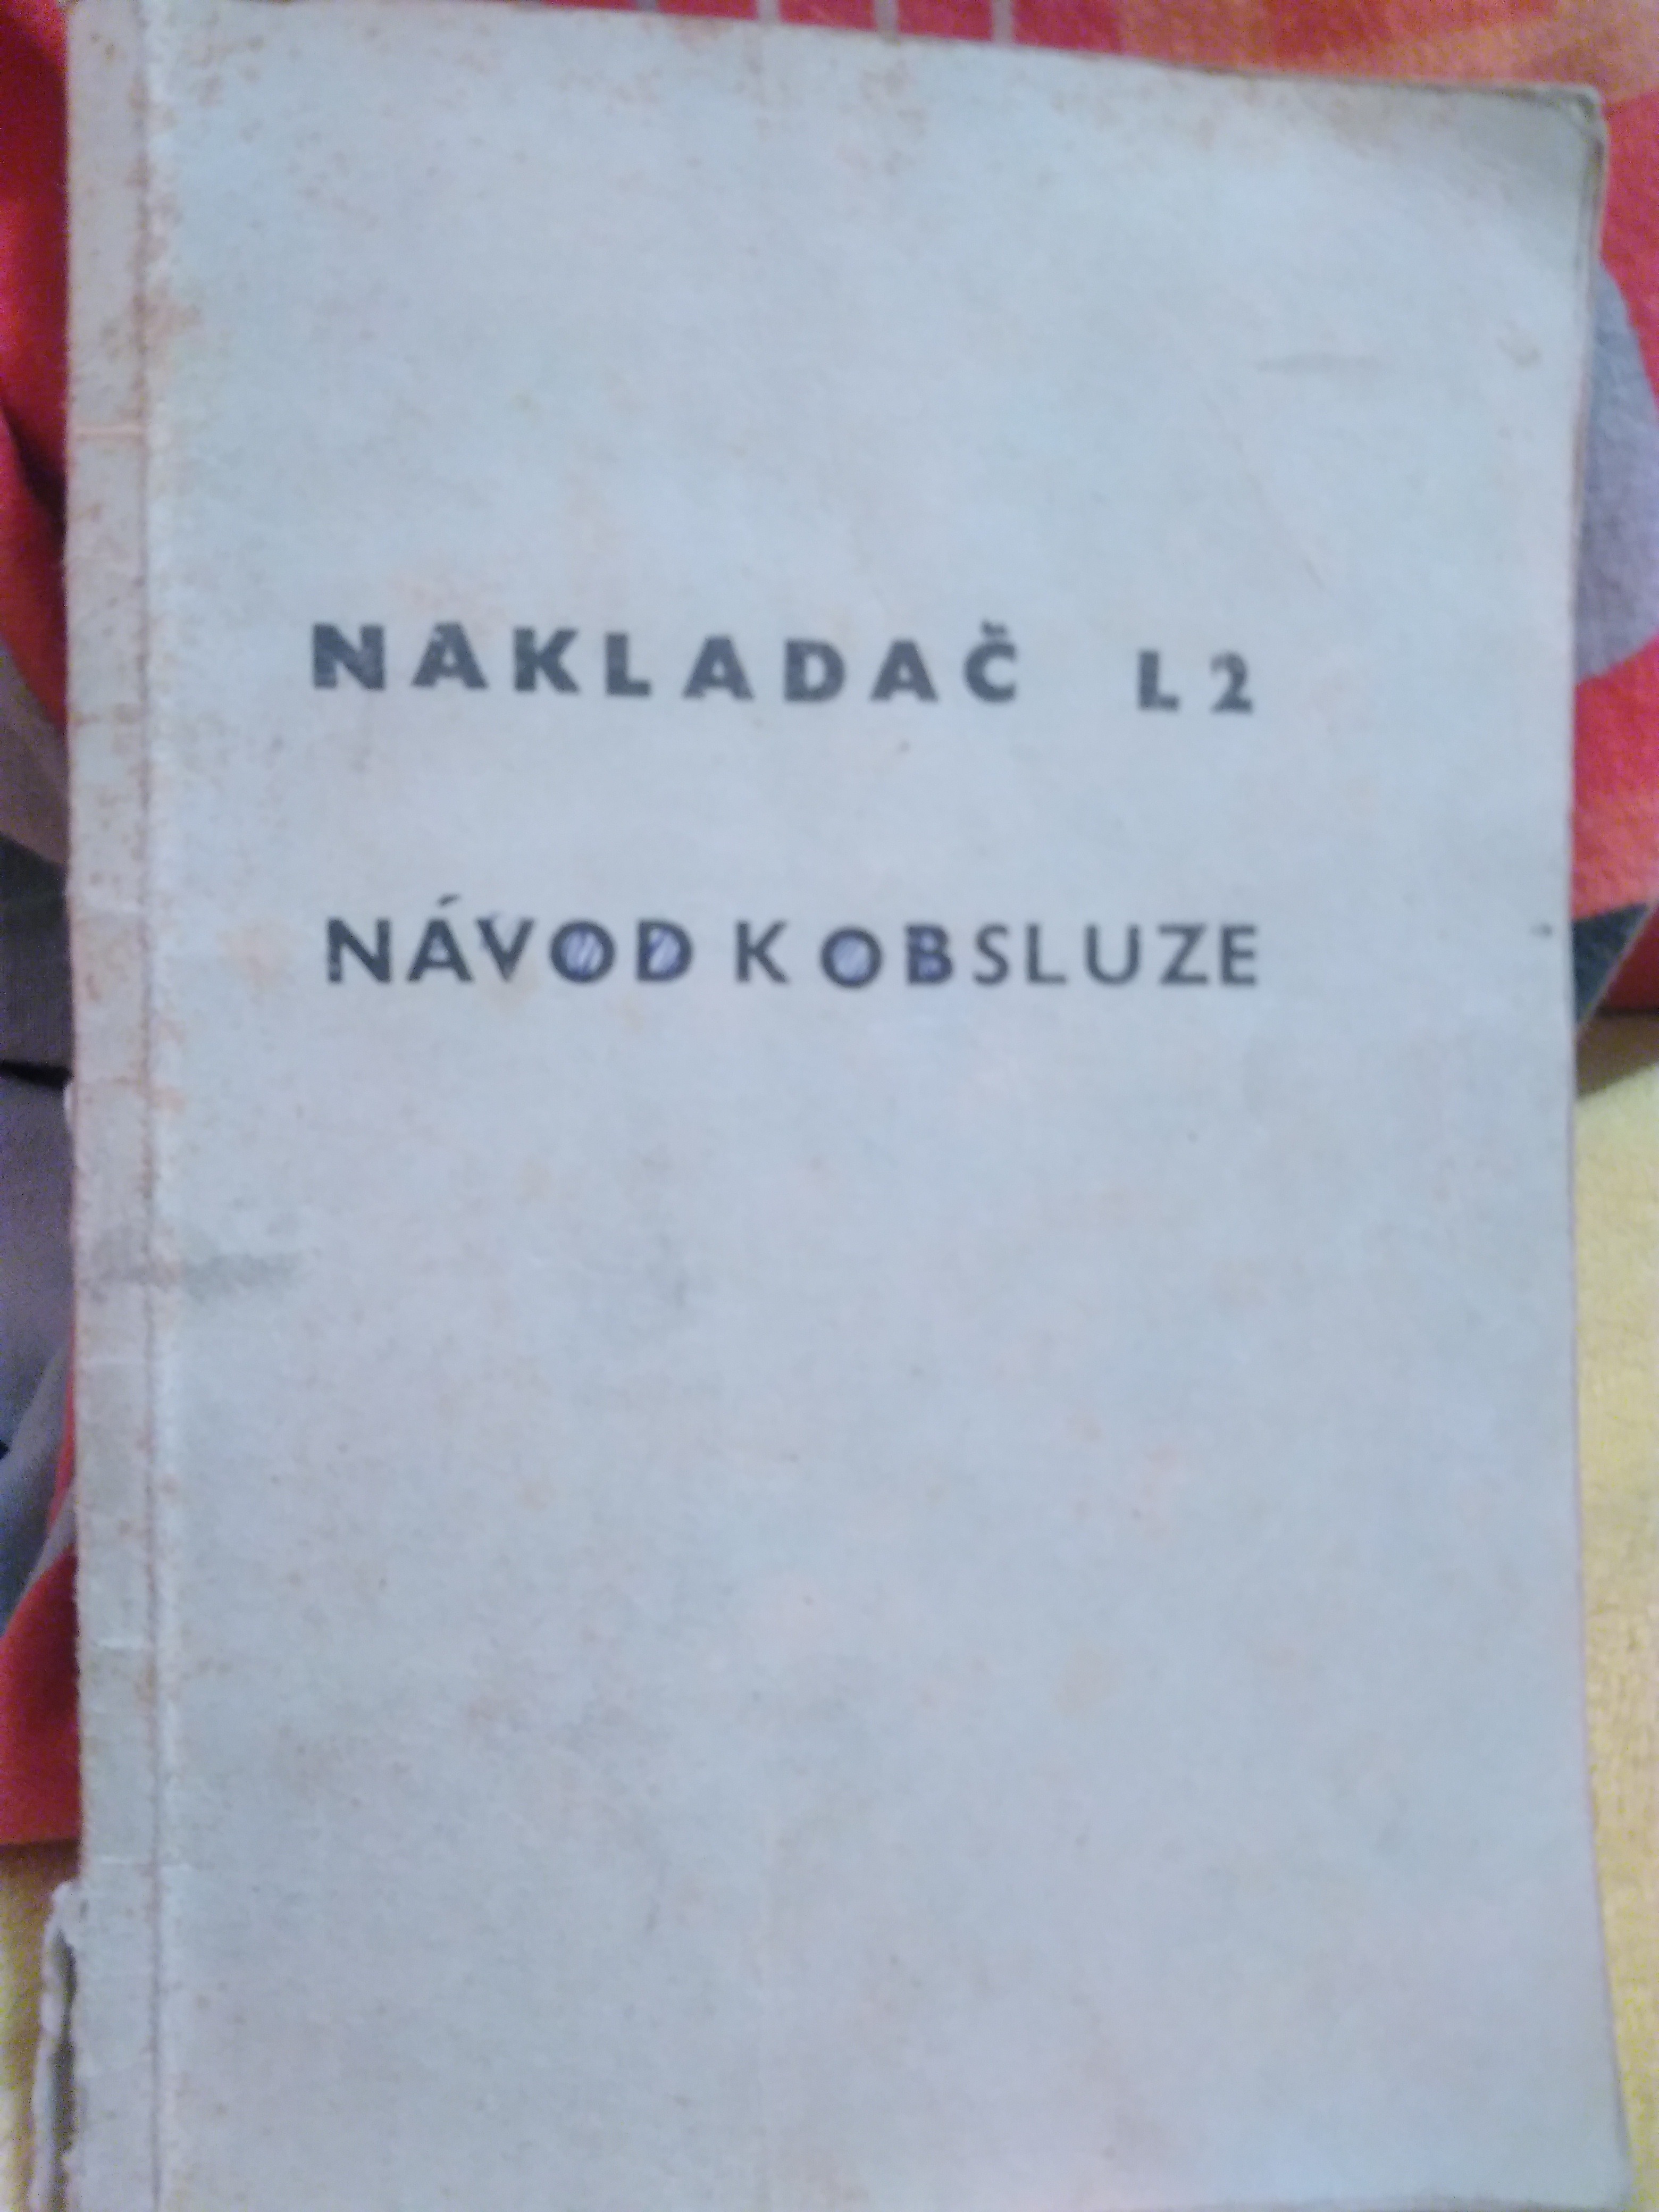 NAKLADAČ L2
NÁVOD K OBSLUZE